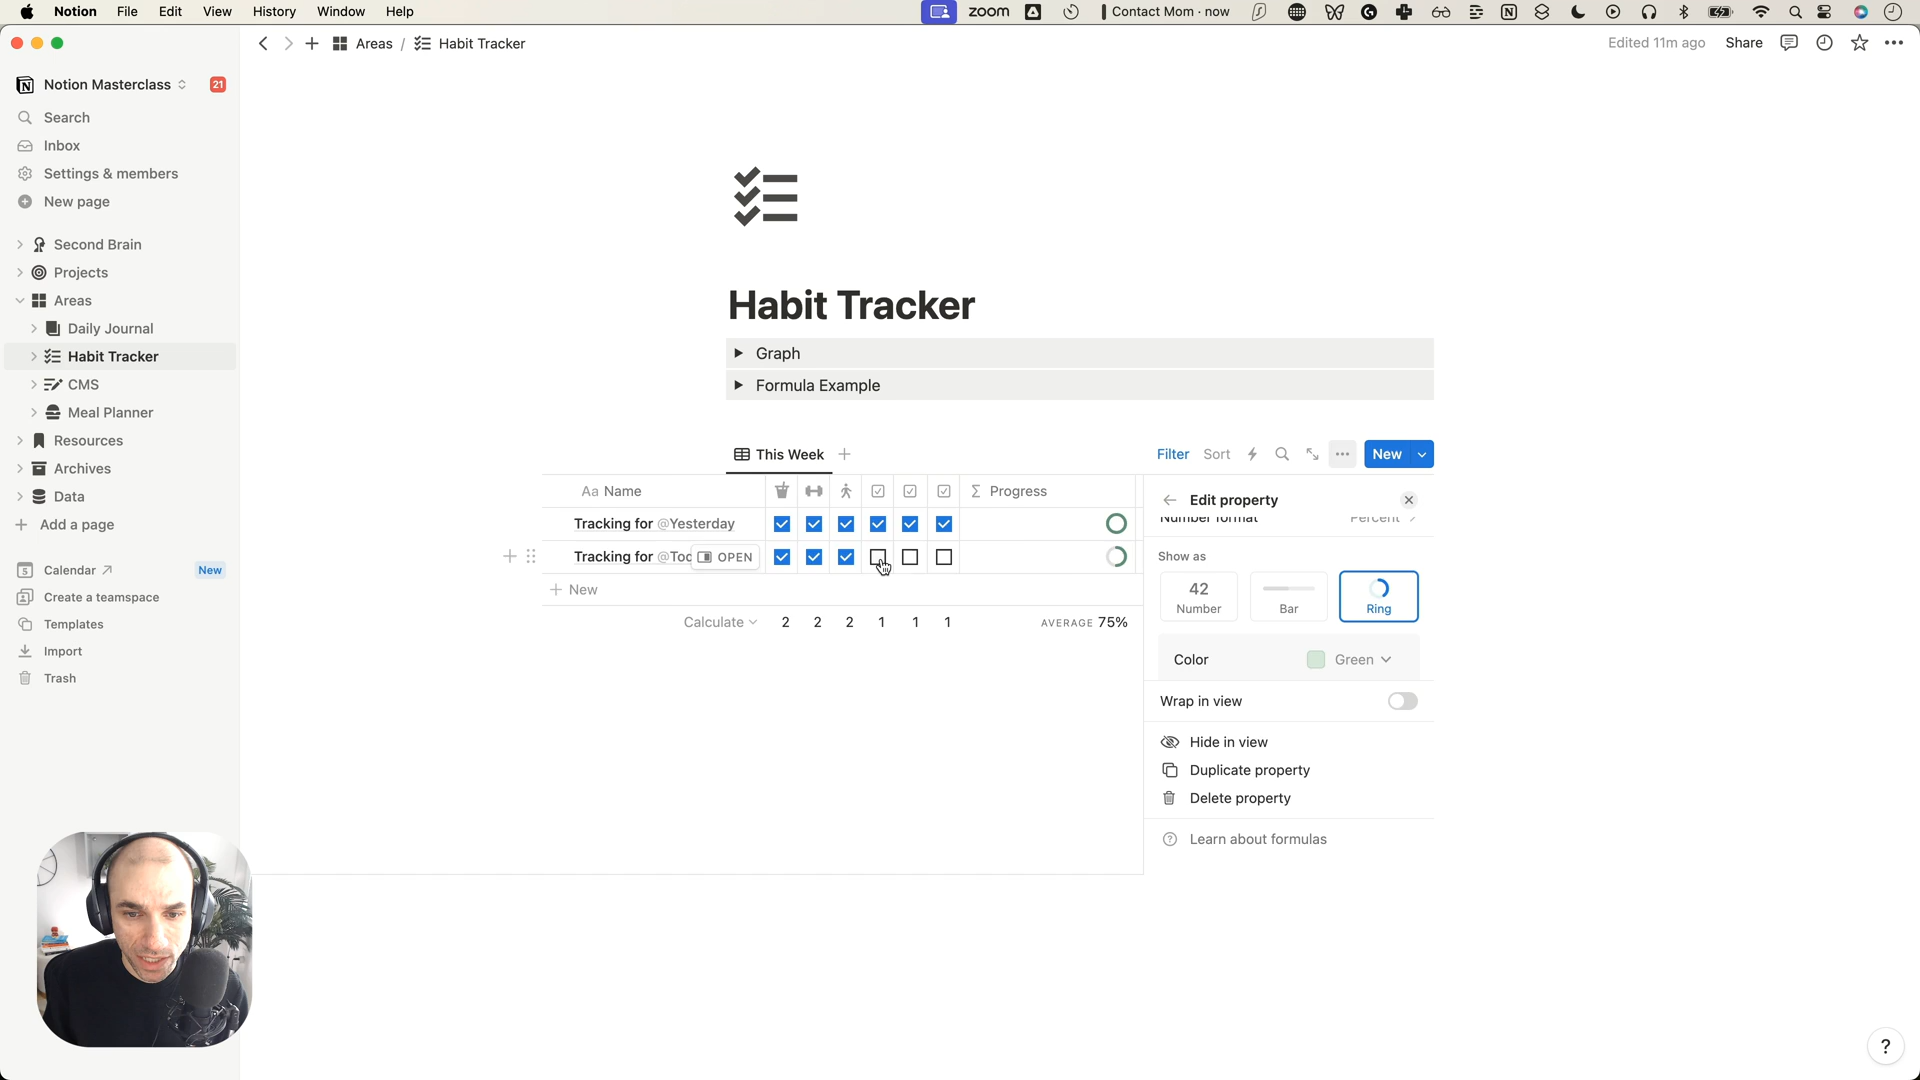 Notion File Edit View History Window Help zoom Contact Mom · now
Areas / Habit Tracker Edited 11m ago Share
Notion Masterclass 21
Search
Inbox
Settings & members
New page
Second Brain
Projects
Areas
Daily Journal
Habit Tracker
CMS
Meal Planner
Resources
Archives
Data
Add a page
Calendar New
Create a teamspace
Templates
Import
Trash
Habit Tracker
Graph
Formula Example
This Week Filter Sort New
Aa Name Progress
Tracking for @Yesterday
Tracking for @Too OPEN
New
Calculate 2 2 2 1 1 1 AVERAGE 75%
Edit property
Number format Percent
Show as
42
Number Bar Ring
Color Green
Wrap in view
Hide in view
Duplicate property
Delete property
Learn about formulas
?